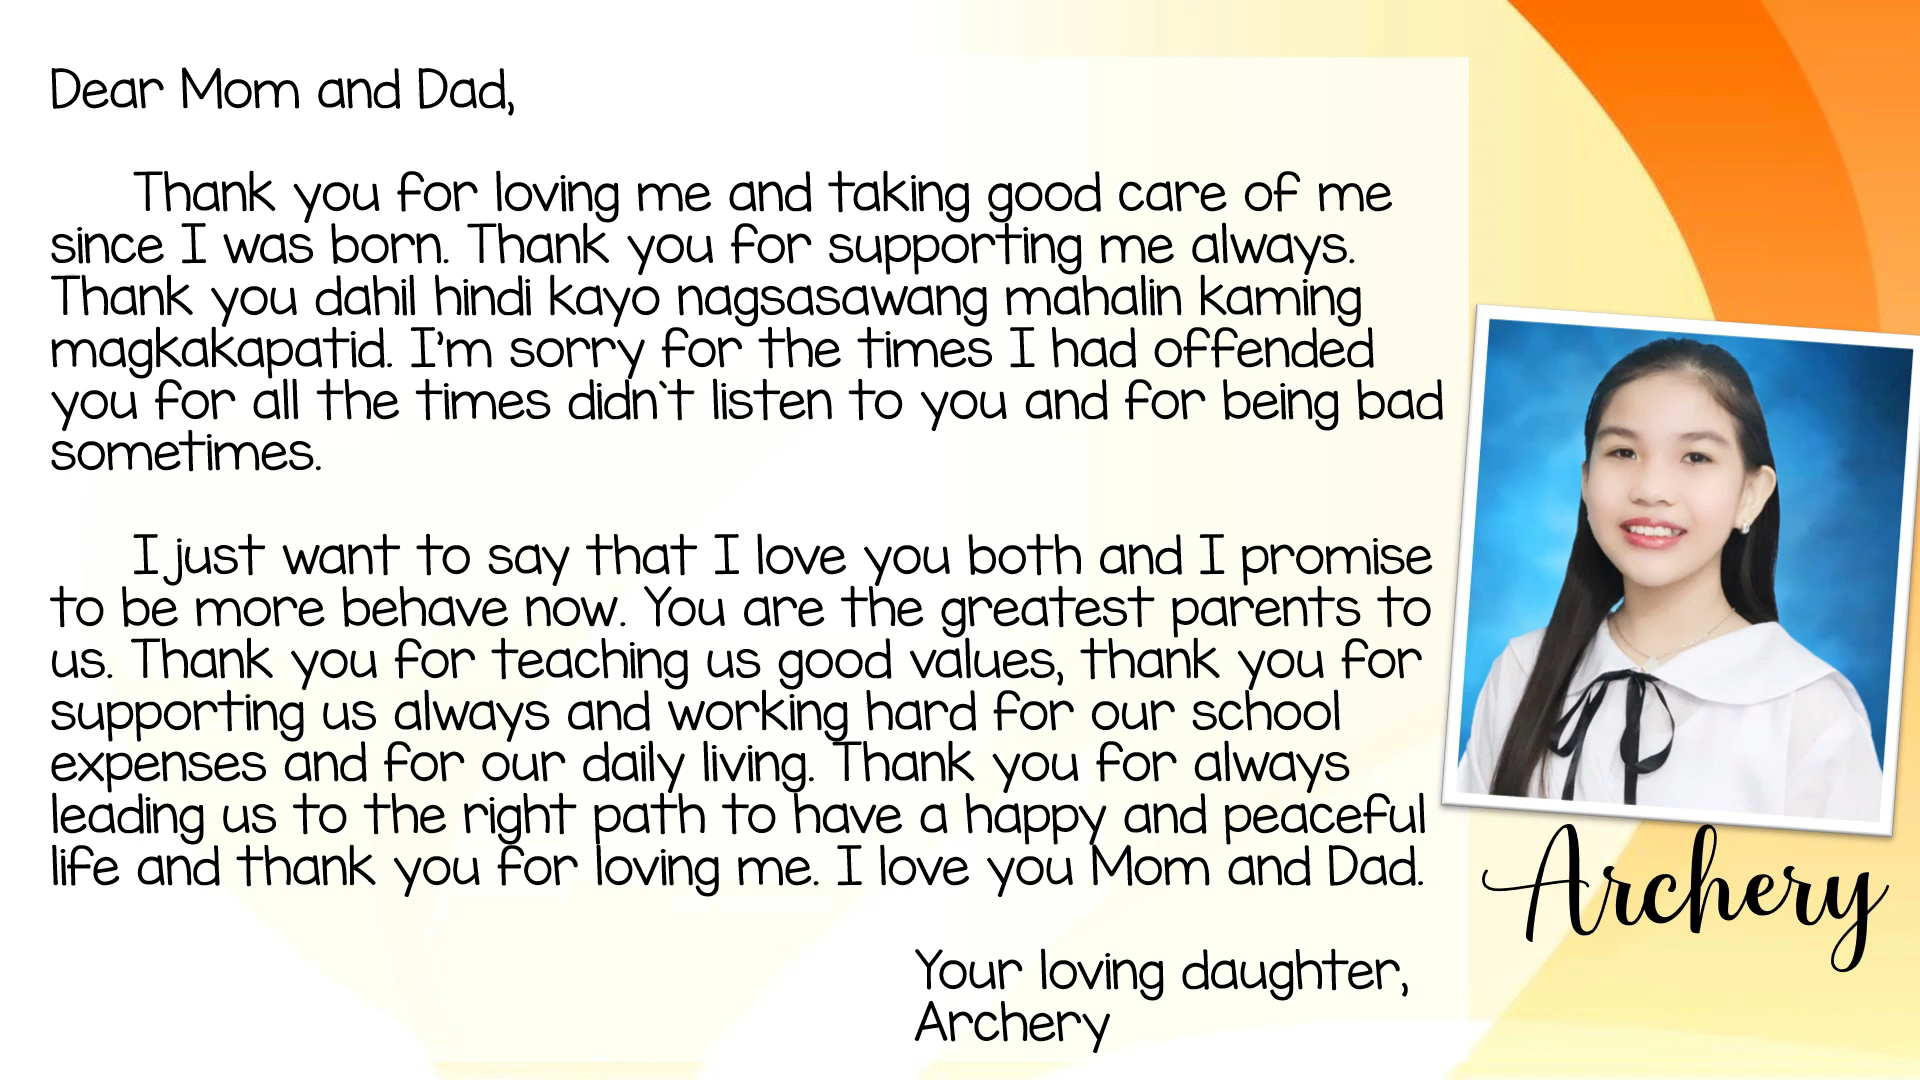 Dear Mom and Dad,
Thank you for loving me and taking good care of me
since I was born. Thank you for supporting me always.
Thank you dahil hindi kayo nagsasawang mahalin kaming
magkakapatid. I'm sorry for the times I had offended
you for all the times didn`t listen to you and for being bad
sometimes.
I just want to say that I love you both and I promise
to be more behave now. You are the greatest parents to
us. Thank you for teaching us good values, thank you for
supporting us always and working hard for our school
expenses and for our daily living. Thank you for always
leading us to the right path to have a happy and peaceful
life and thank you for loving me. I love you Mom and Dad.
Your loving daughter,
Archery
Archery